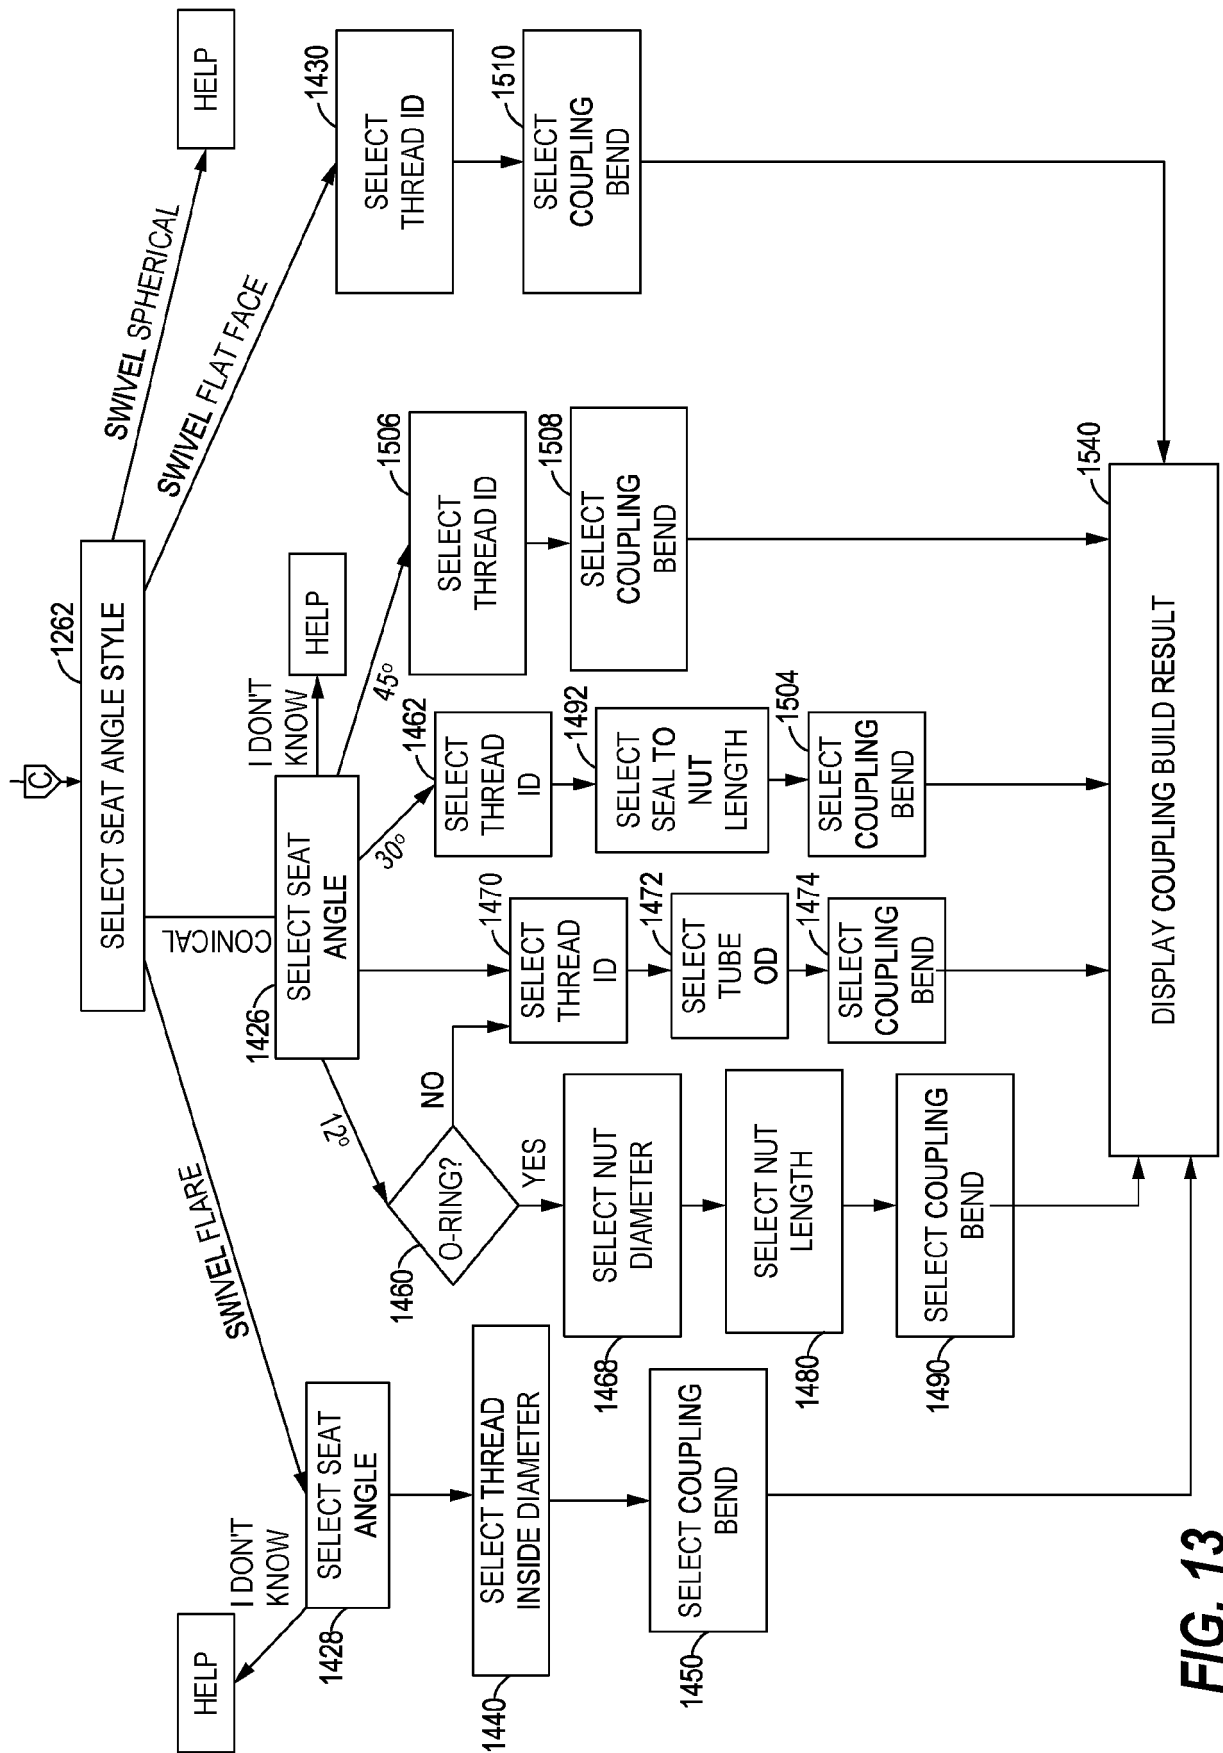 C
1262
SELECT SEAT ANGLE STYLE
SWIVEL SPHERICAL
HELP
SWIVEL FLAT FACE
1430
SELECT
THREAD ID
1510
SELECT
COUPLING
BEND
SWIVEL FLARE
CONICAL
1426
SELECT SEAT
ANGLE
I DON'T
KNOW
HELP
45°
1506
SELECT
THREAD ID
1508
SELECT
COUPLING
BEND
30°
1462
SELECT
THREAD
ID
1492
SELECT
SEAL TO
NUT
LENGTH
1504
SELECT
COUPLING
BEND
1470
SELECT
THREAD
ID
1472
SELECT
TUBE
OD
1474
SELECT
COUPLING
BEND
12°
1460
O-RING?
NO
YES
SELECT NUT
DIAMETER
1468
SELECT NUT
LENGTH
1480
SELECT COUPLING
BEND
1490
HELP
I DON'T
KNOW
SELECT SEAT
ANGLE
1428
SELECT THREAD
INSIDE DIAMETER
1440
SELECT COUPLING
BEND
1450
1540
DISPLAY COUPLING BUILD RESULT
FIG. 13